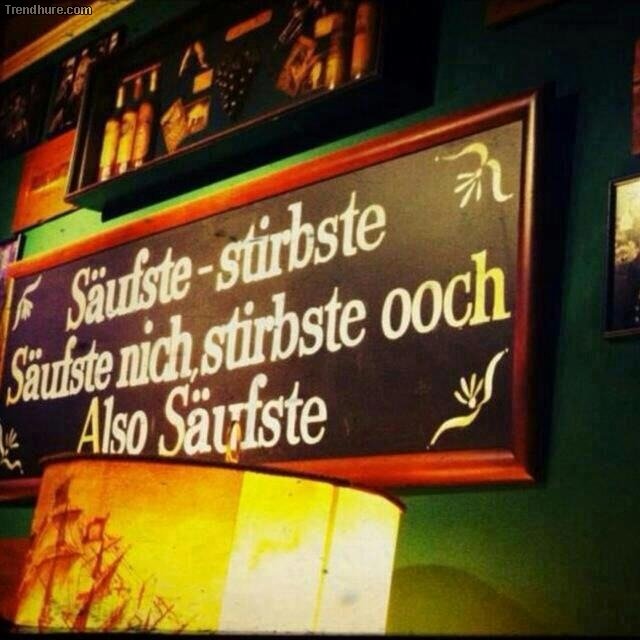 Trendhure.com
Säufste - stirbste
Säufste nich, stirbste ooch
Also Säufste